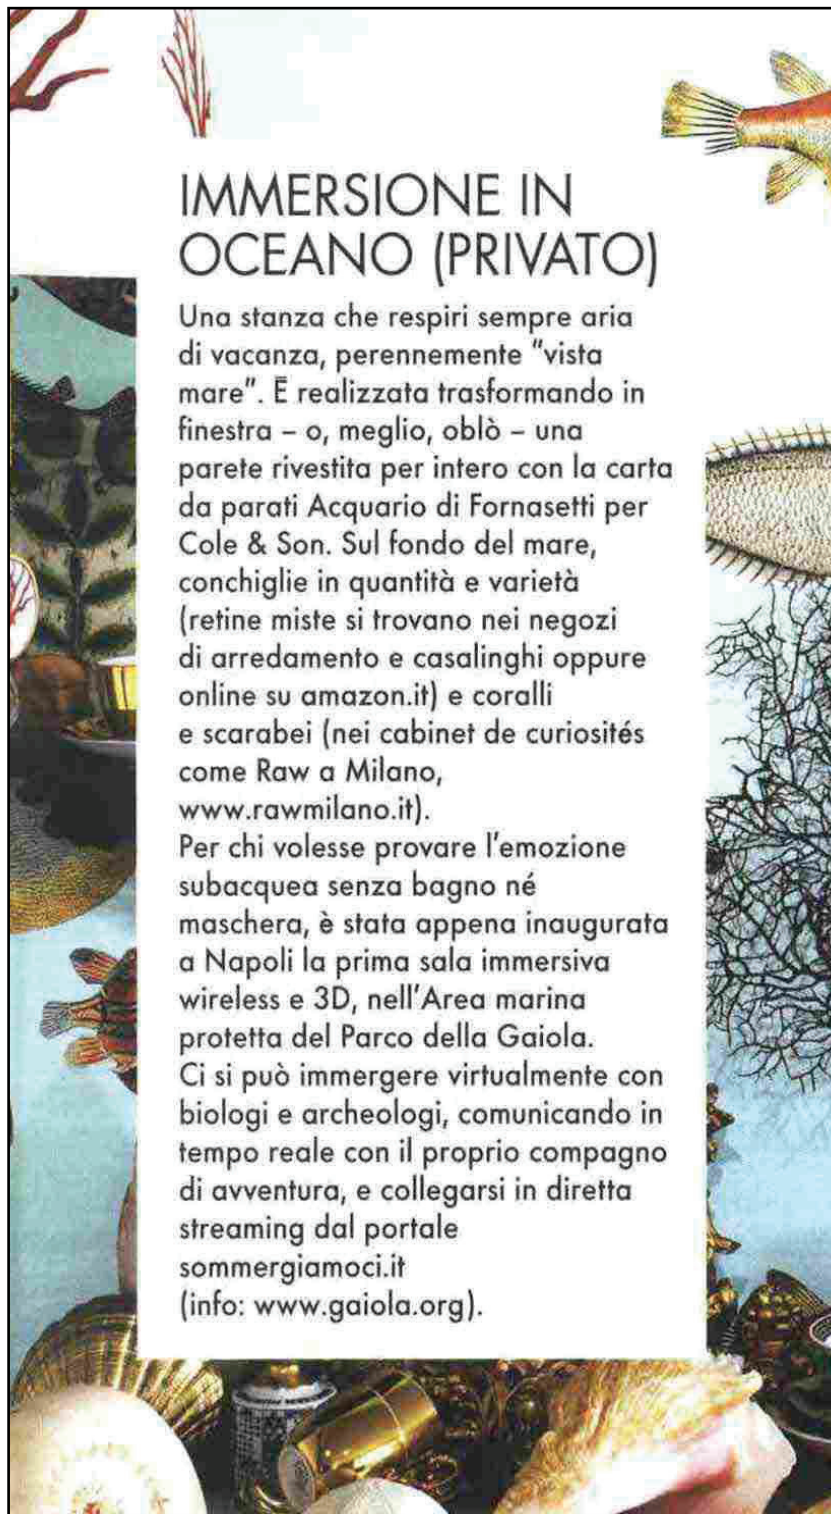 IMMERSIONE IN
OCEANO (PRIVATO)
Una stanza che respiri sempre aria
di vacanza, perennemente "vista
mare". È realizzata trasformando in
finestra – o, meglio, oblò – una
parete rivestita per intero con la carta
da parati Acquario di Fornasetti per
Cole & Son. Sul fondo del mare,
conchiglie in quantità e varietà
(retine miste si trovano nei negozi
di arredamento e casalinghi oppure
online su amazon.it) e coralli
e scarabei (nei cabinet de curiosités
come Raw a Milano,
www.rawmilano.it).
Per chi volesse provare l'emozione
subacquea senza bagno né
maschera, è stata appena inaugurata
a Napoli la prima sala immersiva
wireless e 3D, nell'Area marina
protetta del Parco della Gaiola.
Ci si può immergere virtualmente con
biologi e archeologi, comunicando in
tempo reale con il proprio compagno
di avventura, e collegarsi in diretta
streaming dal portale
sommergiamoci.it
(info: www.gaiola.org).